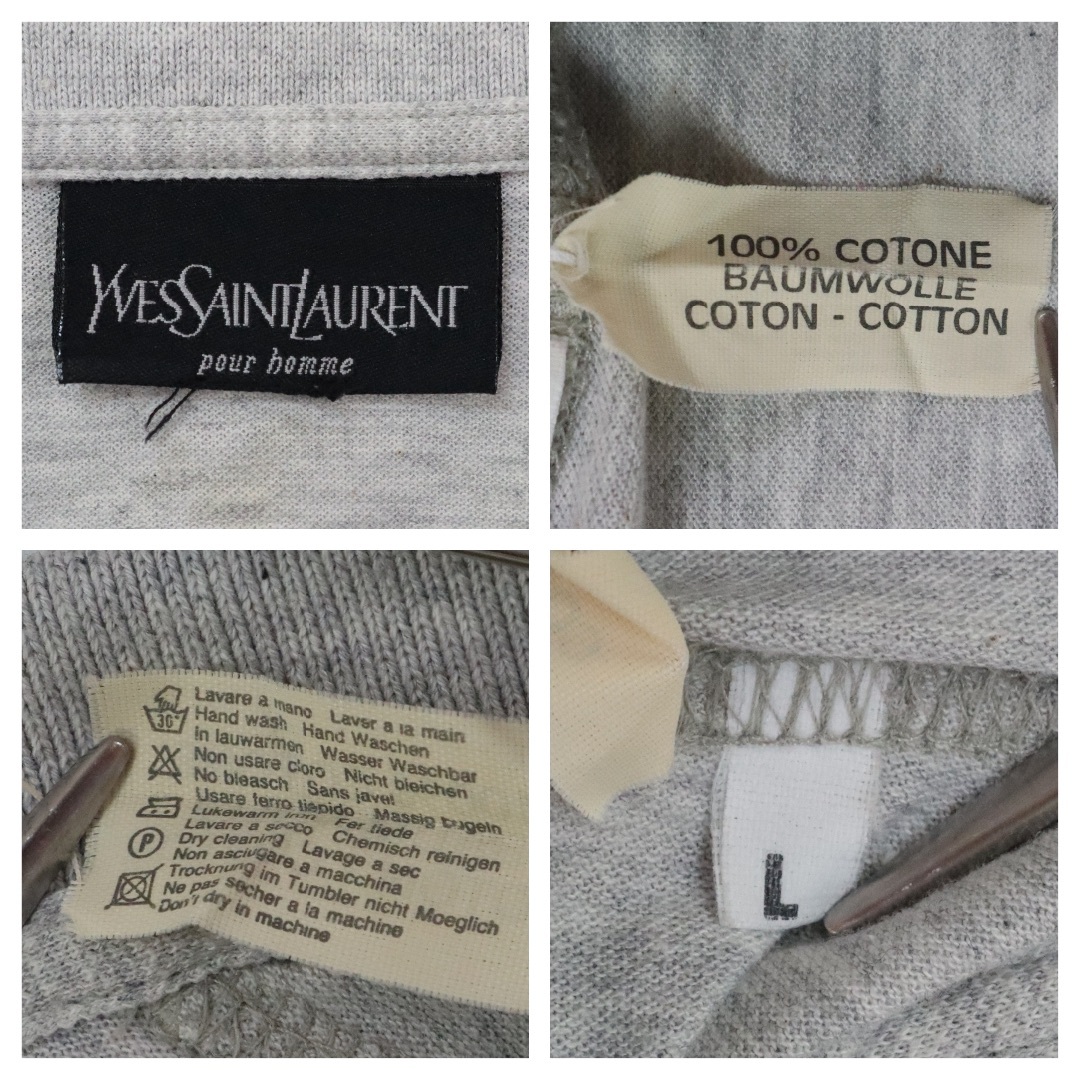 YVESSAINTLAURENT
pour homme
100% COTONE
BAUMWOLLE
COTON - COTTON
30°
Lavare a mano Laver a la main
Hand wash Hand Waschen
In lauwarmen Wasser Waschbar
Non usare cloro Nicht bleichen
No bleasch Sans javel
Usare ferro tiepido Massig bugeln
Lukewarm iron Fer tiede
Lavare a secco Chemisch reinigen
P
Dry cleaning Lavage a sec
Non asciugare a macchina
Trocknung im Tumbler nicht Moeglich
Ne pas secher a la machine
Don't dry in machine
L